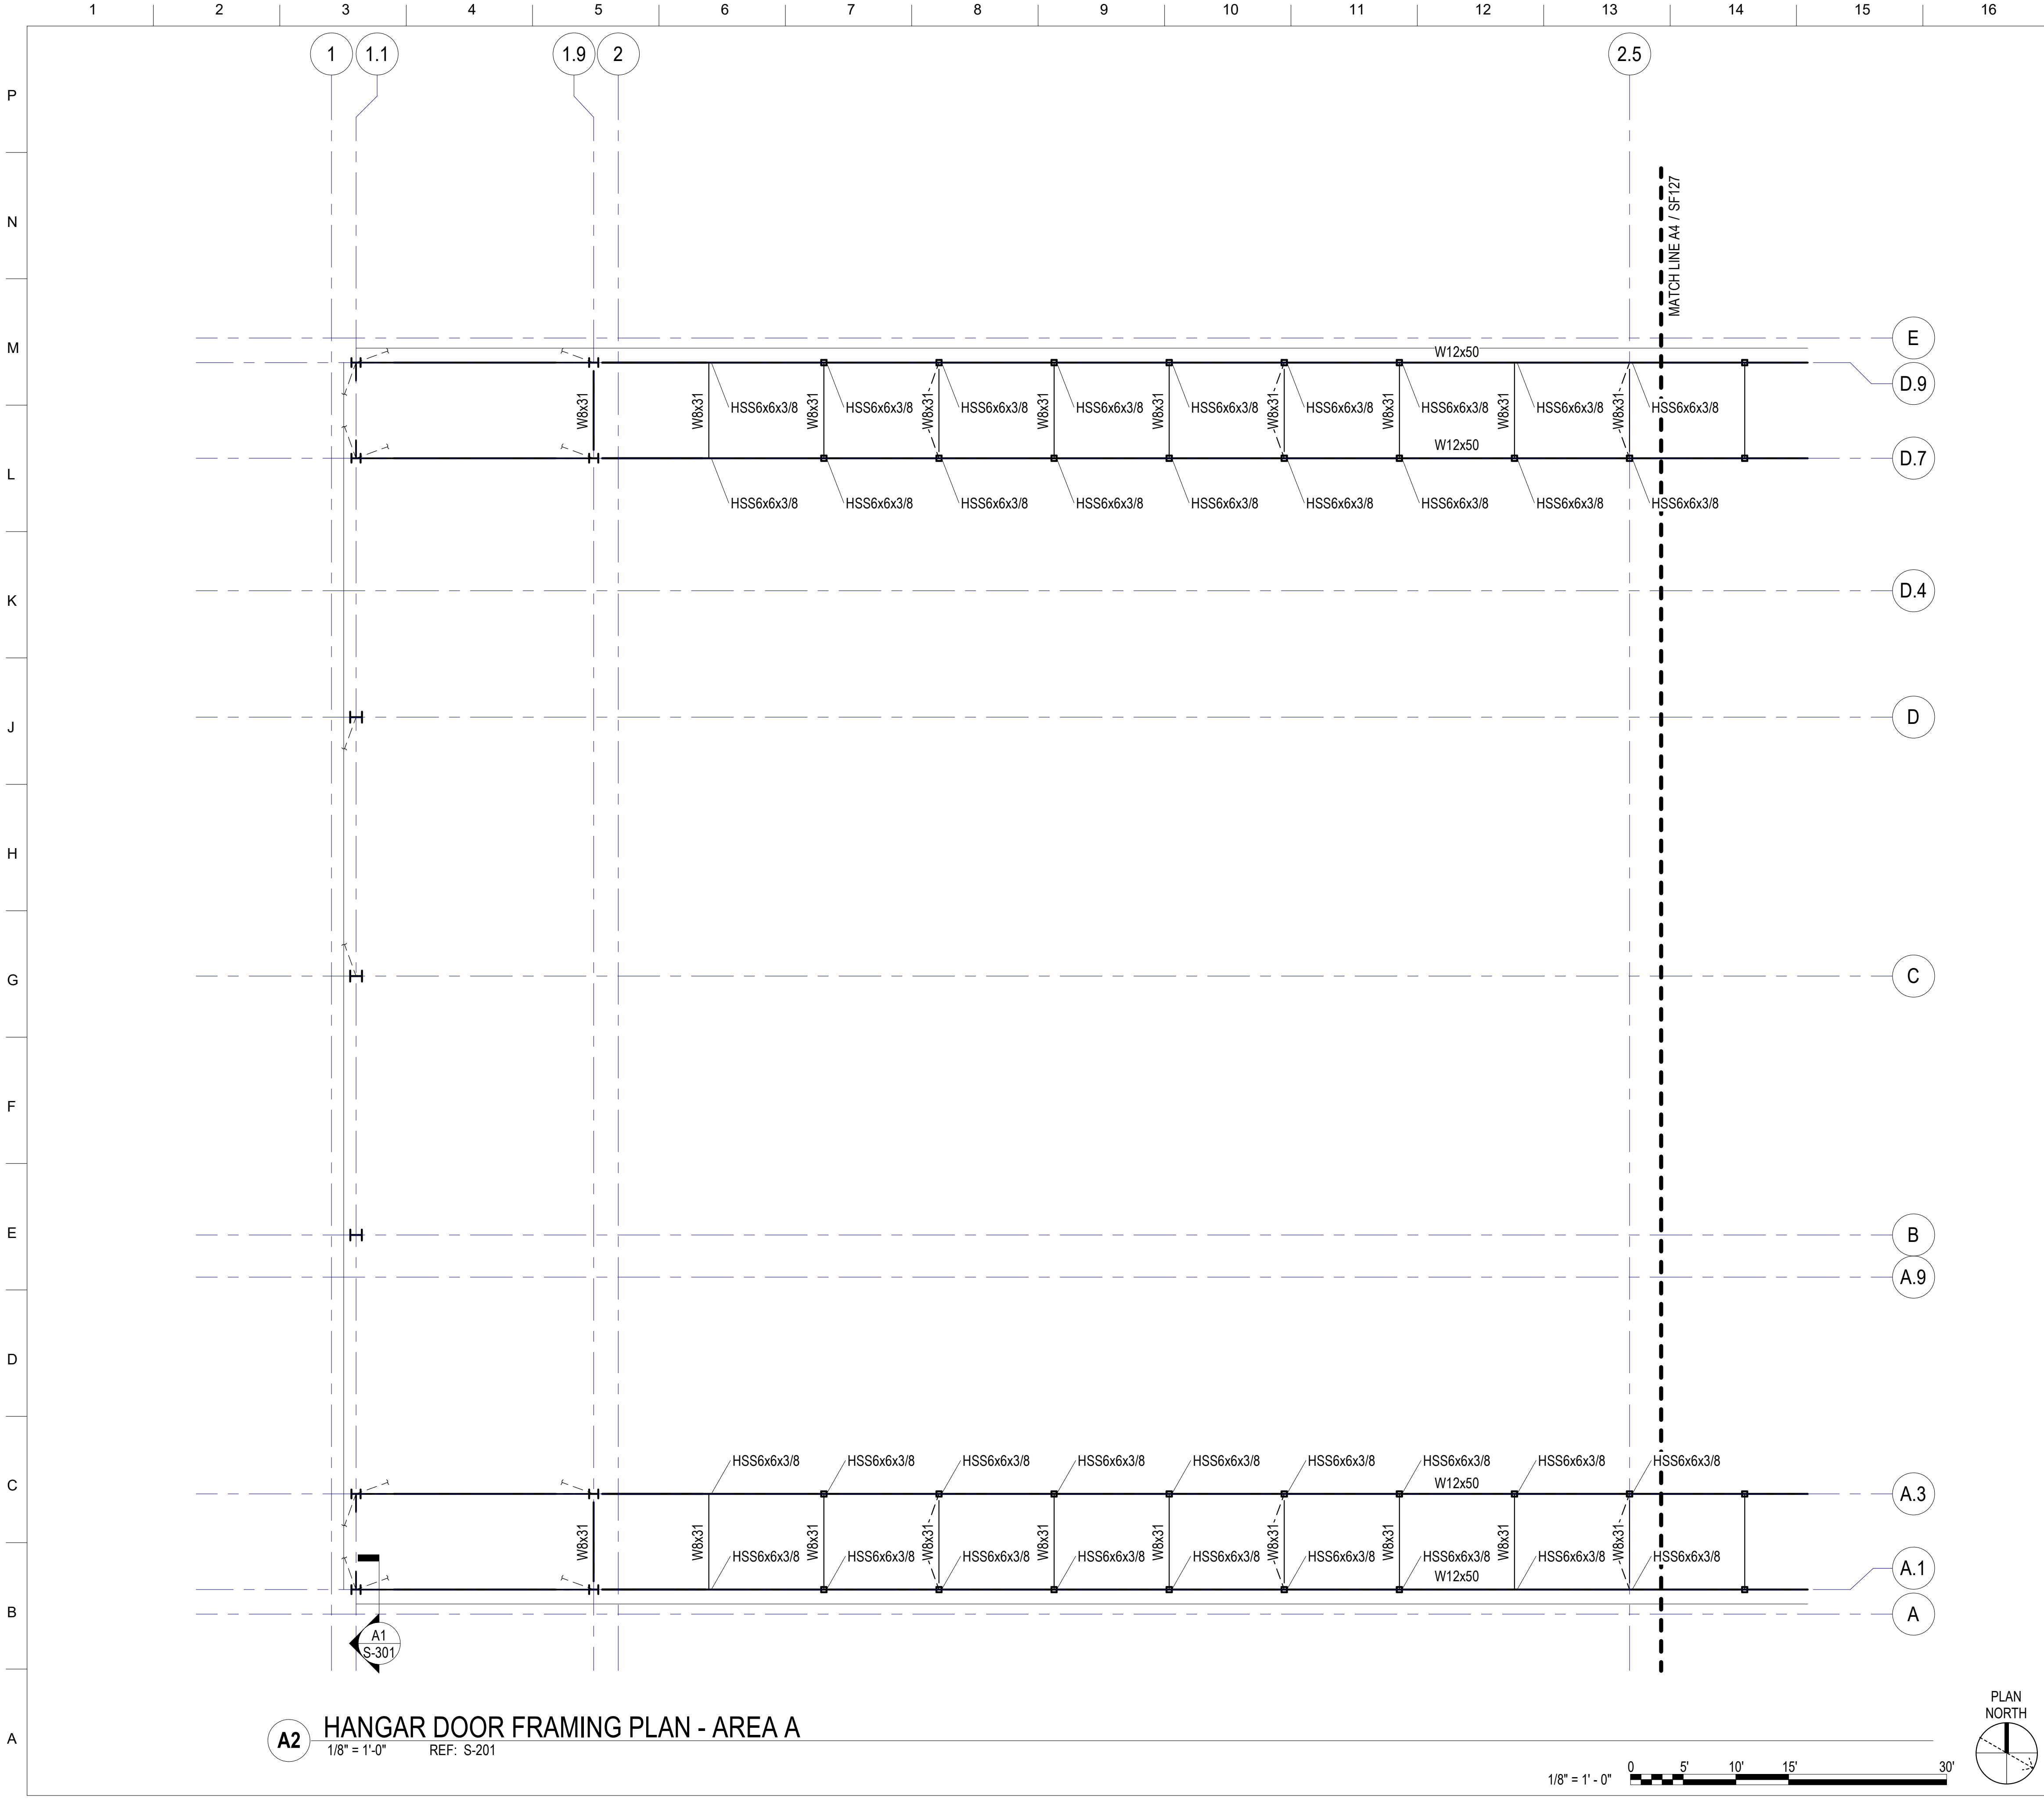 1 2 3 4 5 6 7 8 9 10 11 12 13 14 15 16
1 1.1 1.9 2 2.5
P
N
MATCH LINE A4 / SF127
E
M
W12x50
D.9
W8x31 W8x31 W8x31 W8x31 W8x31 W8x31 W8x31 W8x31 W8x31 W8x31
HSS6x6x3/8 HSS6x6x3/8 HSS6x6x3/8 HSS6x6x3/8 HSS6x6x3/8 HSS6x6x3/8 HSS6x6x3/8 HSS6x6x3/8 HSS6x6x3/8
W12x50
D.7
L
HSS6x6x3/8 HSS6x6x3/8 HSS6x6x3/8 HSS6x6x3/8 HSS6x6x3/8 HSS6x6x3/8 HSS6x6x3/8 HSS6x6x3/8 HSS6x6x3/8
D.4
K
D
J
H
C
G
F
B
E
A.9
D
HSS6x6x3/8 HSS6x6x3/8 HSS6x6x3/8 HSS6x6x3/8 HSS6x6x3/8 HSS6x6x3/8 HSS6x6x3/8 HSS6x6x3/8 HSS6x6x3/8
C
W12x50
A.3
W8x31 W8x31 W8x31 W8x31 W8x31 W8x31 W8x31 W8x31 W8x31 W8x31
HSS6x6x3/8 HSS6x6x3/8 HSS6x6x3/8 HSS6x6x3/8 HSS6x6x3/8 HSS6x6x3/8 HSS6x6x3/8 HSS6x6x3/8 HSS6x6x3/8
A.1
W12x50
B
A
A1
S-301
PLAN
NORTH
A
A2
HANGAR DOOR FRAMING PLAN - AREA A
1/8" = 1'-0" REF: S-201
0 5' 10' 15' 30'
1/8" = 1' - 0"